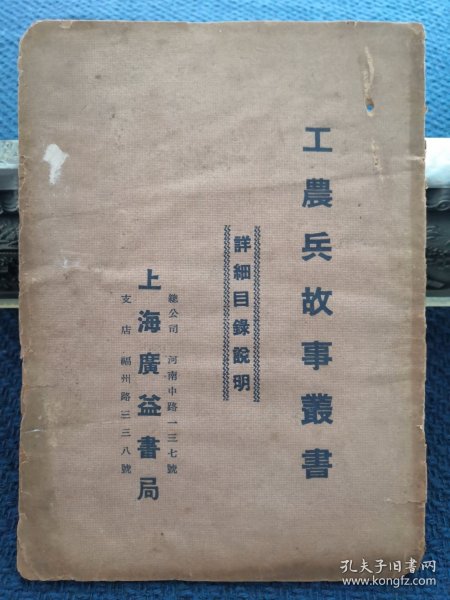 工農兵故事叢書
詳細目錄說明
總公司 河南中路一三七號
上海廣益書局
支店 福州路三三八號
孔夫子旧书网
www.kongfz.com